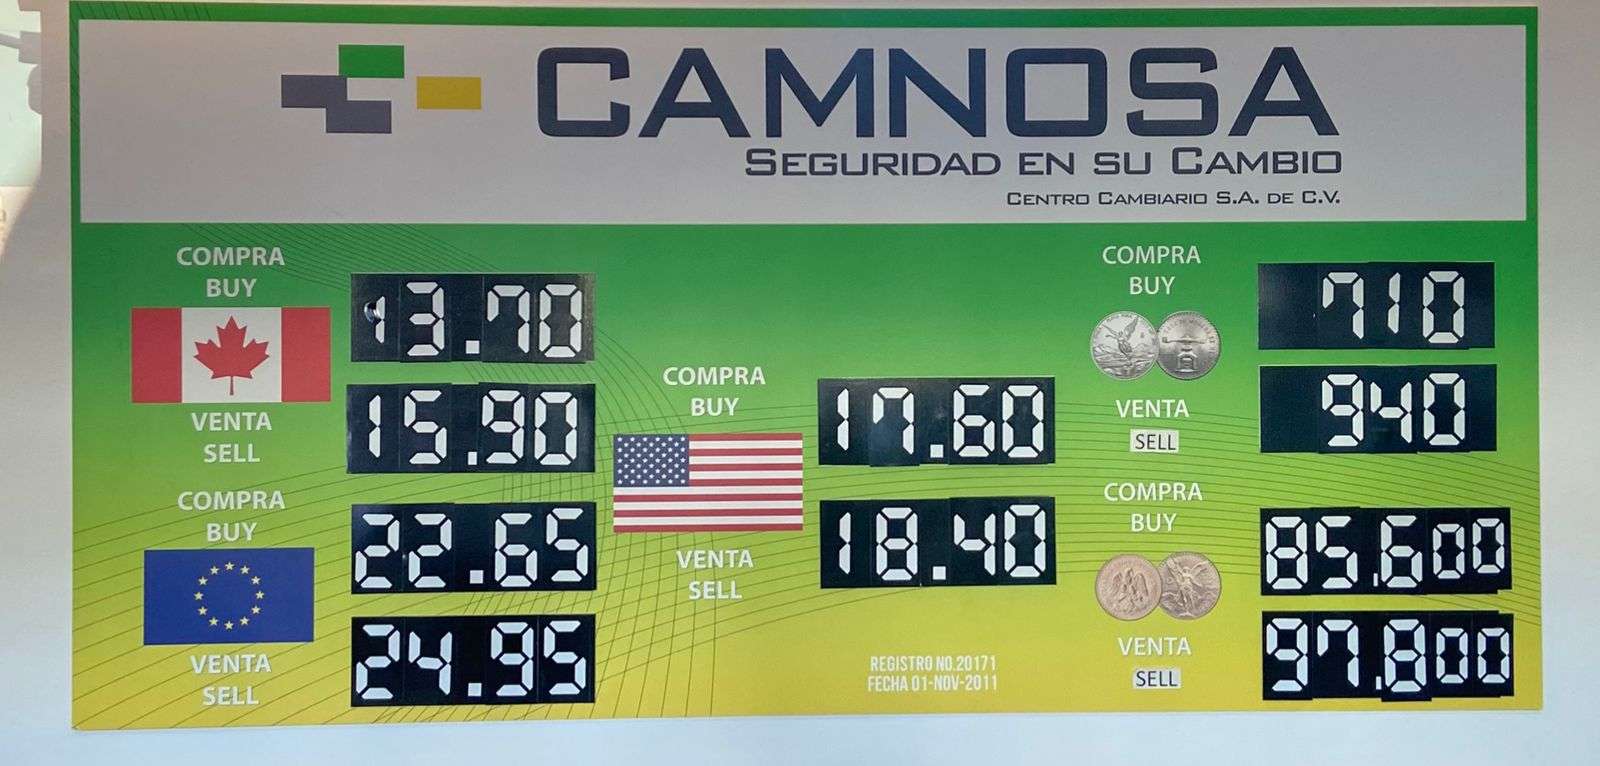 CAMNOSA
SEGURIDAD EN SU CAMBIO
CENTRO CAMBIARIO S.A. DE C.V.
COMPRA
BUY
13.70
VENTA
SELL
15.90
COMPRA
BUY
22.65
VENTA
SELL
24.95
COMPRA
BUY
17.60
VENTA
SELL
18.40
COMPRA
BUY
710
VENTA
SELL
940
COMPRA
BUY
85.600
VENTA
SELL
97.800
REGISTRO NO.20171
FECHA 01-NOV-2011